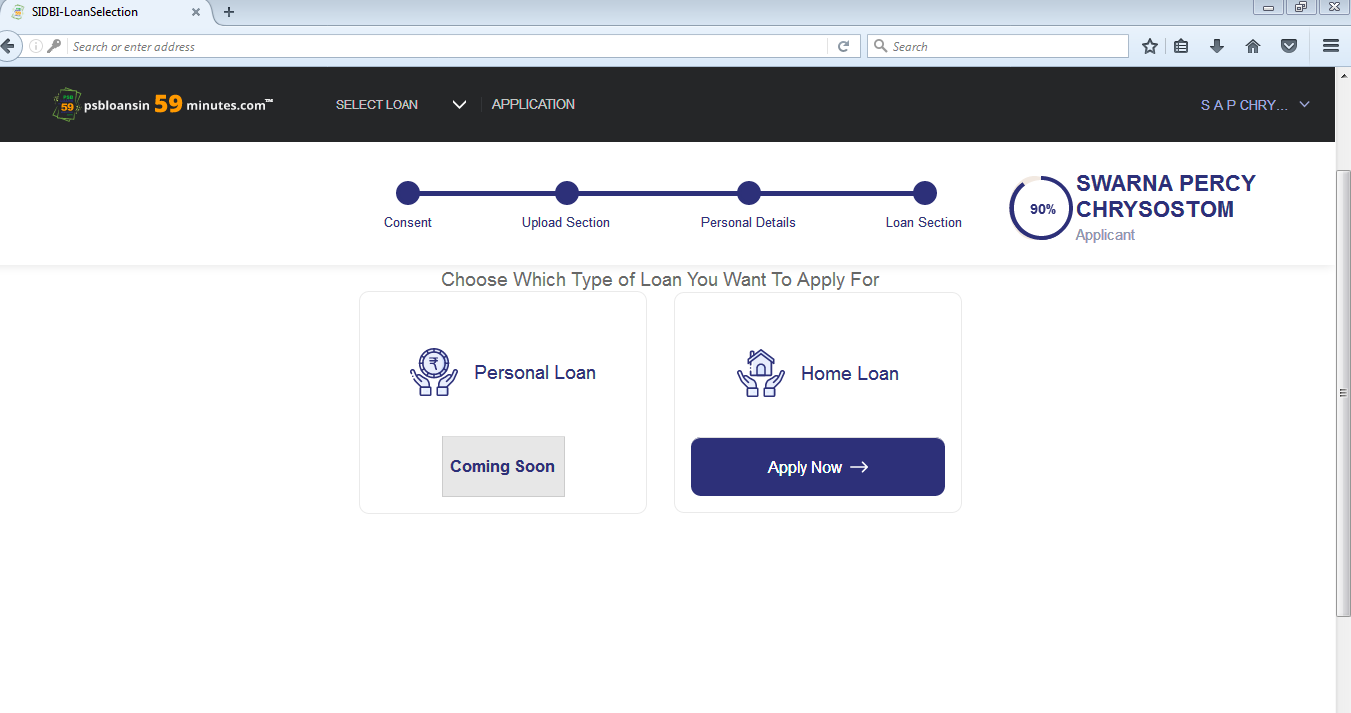 SIDBI-LoanSelection
Search or enter address
Search
PSB 59 psbloansin 59 minutes.com™
SELECT LOAN
APPLICATION
S A P CHRY...
Consent
Upload Section
Personal Details
Loan Section
90%
SWARNA PERCY
CHRYSOSTOM
Applicant
Choose Which Type of Loan You Want To Apply For
₹
Personal Loan
Home Loan
Coming Soon
Apply Now →